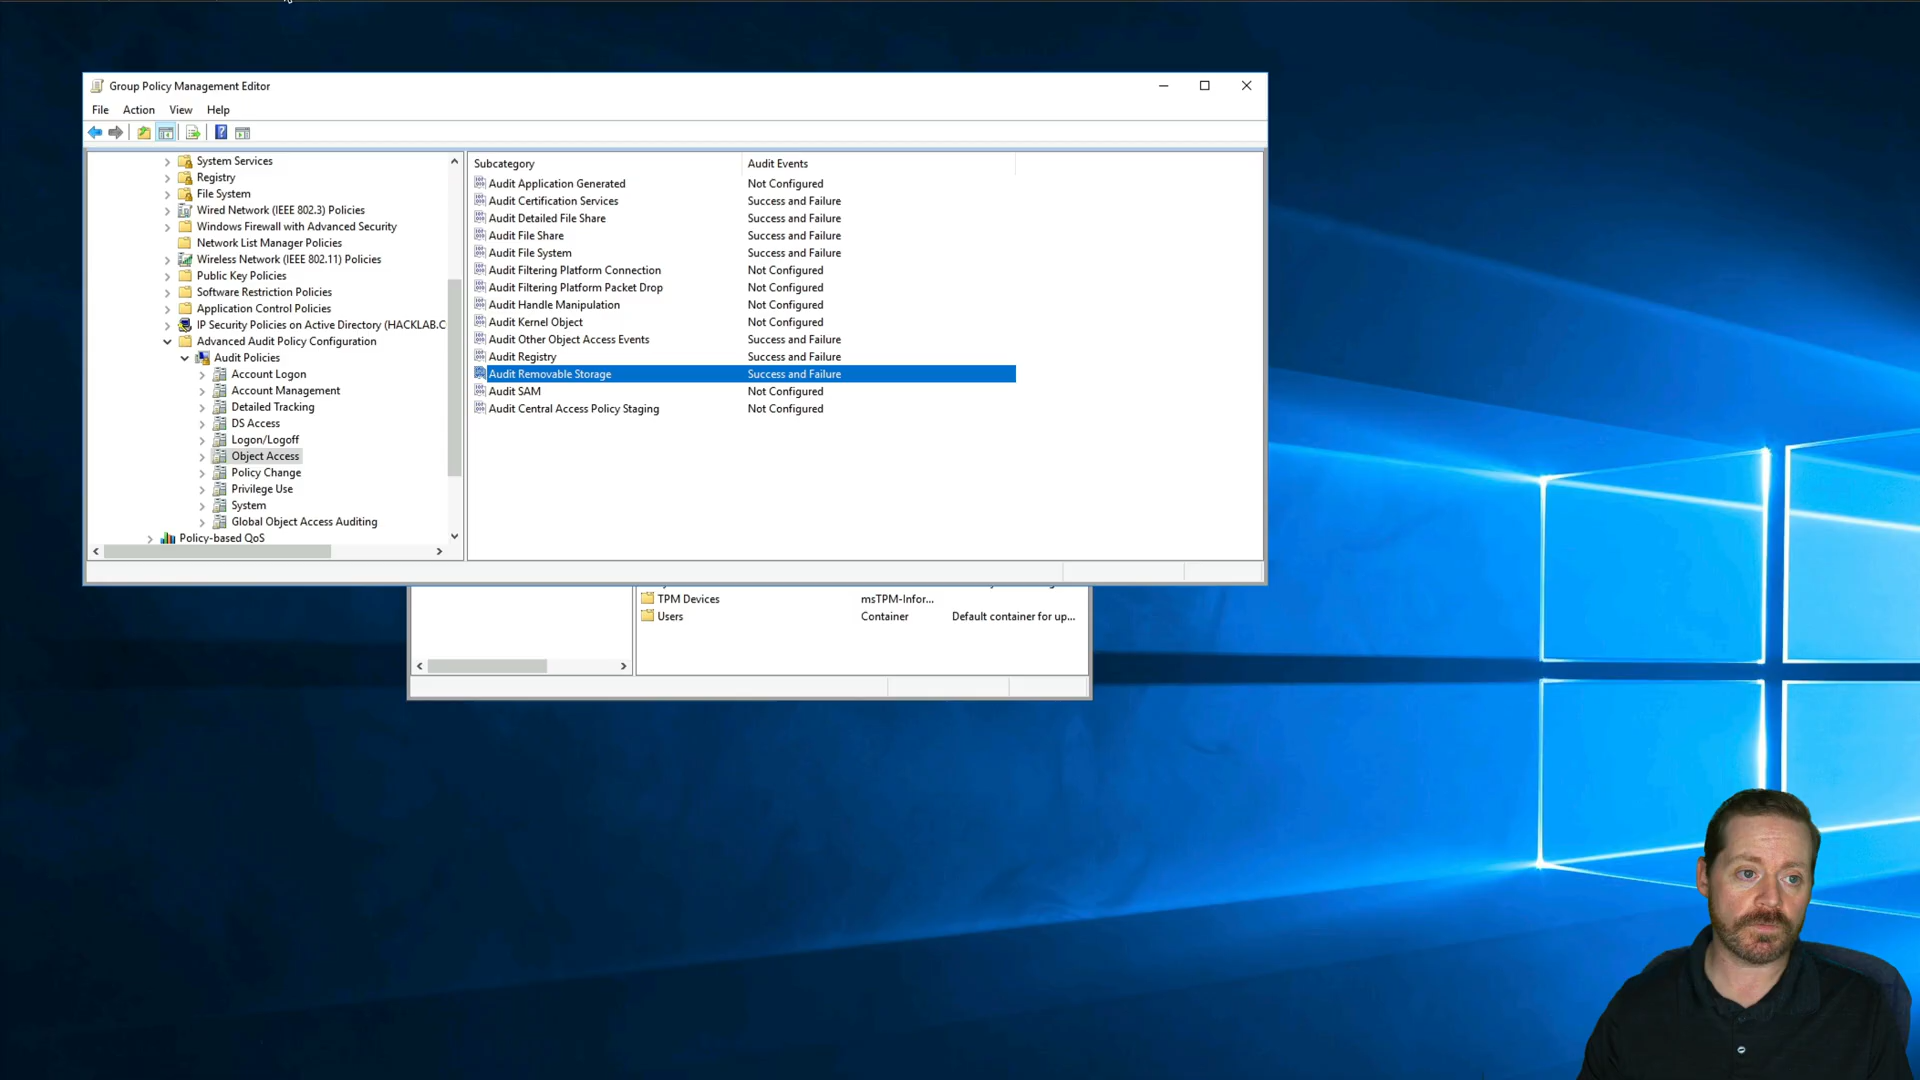 Group Policy Management Editor
File Action View Help
System Services
Registry
File System
Wired Network (IEEE 802.3) Policies
Windows Firewall with Advanced Security
Network List Manager Policies
Wireless Network (IEEE 802.11) Policies
Public Key Policies
Software Restriction Policies
Application Control Policies
IP Security Policies on Active Directory (HACKLAB.C
Advanced Audit Policy Configuration
Audit Policies
Account Logon
Account Management
Detailed Tracking
DS Access
Logon/Logoff
Object Access
Policy Change
Privilege Use
System
Global Object Access Auditing
Policy-based QoS
Subcategory Audit Events
Audit Application Generated Not Configured
Audit Certification Services Success and Failure
Audit Detailed File Share Success and Failure
Audit File Share Success and Failure
Audit File System Success and Failure
Audit Filtering Platform Connection Not Configured
Audit Filtering Platform Packet Drop Not Configured
Audit Handle Manipulation Not Configured
Audit Kernel Object Not Configured
Audit Other Object Access Events Success and Failure
Audit Registry Success and Failure
Audit Removable Storage Success and Failure
Audit SAM Not Configured
Audit Central Access Policy Staging Not Configured
TPM Devices msTPM-Infor...
Users Container Default container for up...